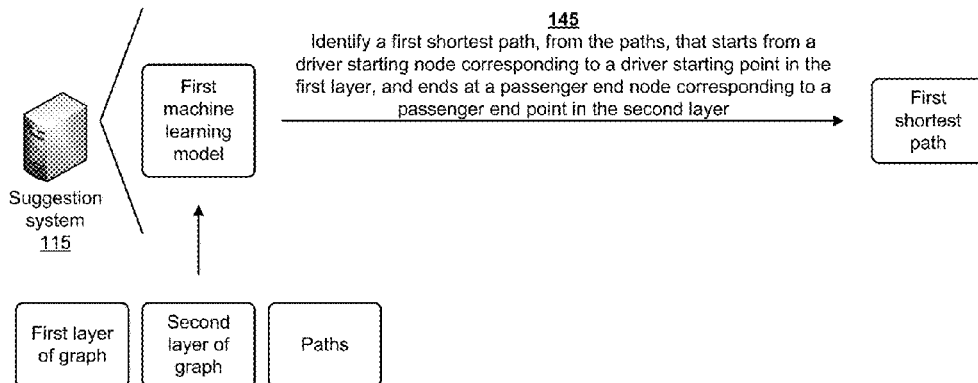 145
Identify a first shortest path, from the paths, that starts from a
driver starting node corresponding to a driver starting point in
the first layer, and ends at a passenger end node corresponding to a
passenger end point in the second layer
First
machine
learning
model
First
shortest
path
Suggestion
system
115
First layer
of graph
Second
layer of
graph
Paths